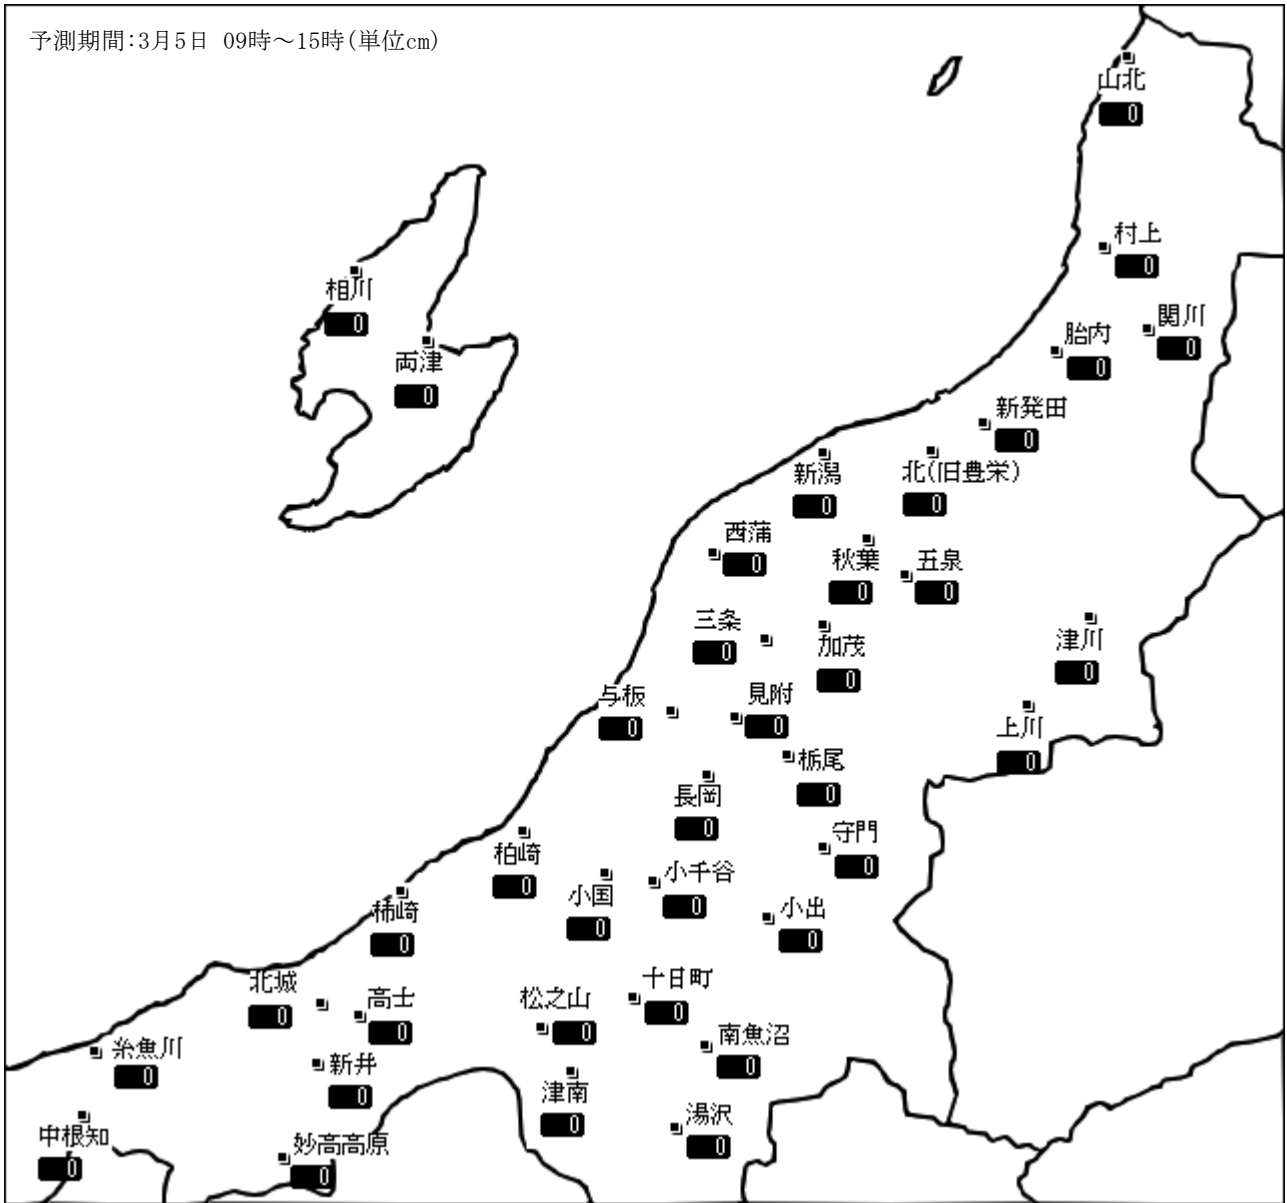 予測期間:3月5日 09時～15時(単位cm)
山北
0
村上
0
関川
0
胎内
0
相川
0
両津
0
新発田
0
新潟
0
北(旧豊栄)
0
西蒲
0
秋葉
0
五泉
0
三条
0
加茂
0
津川
0
与板
0
見附
0
上川
0
栃尾
0
長岡
0
守門
0
柏崎
0
小国
0
小千谷
0
小出
0
柿崎
0
北城
0
高士
0
松之山
0
十日町
0
南魚沼
0
糸魚川
0
新井
0
津南
0
湯沢
0
中根知
0
妙高高原
0